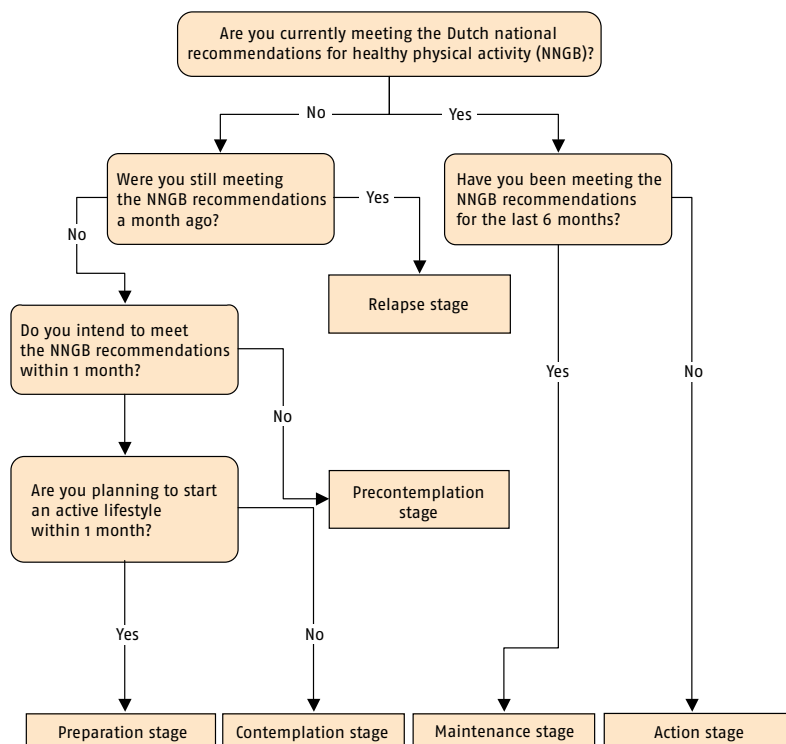 Are you currently meeting the Dutch national
recommendations for healthy physical activity (NNGB)?
No
Yes
Were you still meeting
the NNGB recommendations
a month ago?
Yes
Have you been meeting the
NNGB recommendations
for the last 6 months?
No
Relapse stage
Do you intend to meet
the NNGB recommendations
within 1 month?
Yes
No
No
Precontemplation
stage
Are you planning to start
an active lifestyle
within 1 month?
Yes
No
Preparation stage
Contemplation stage
Maintenance stage
Action stage